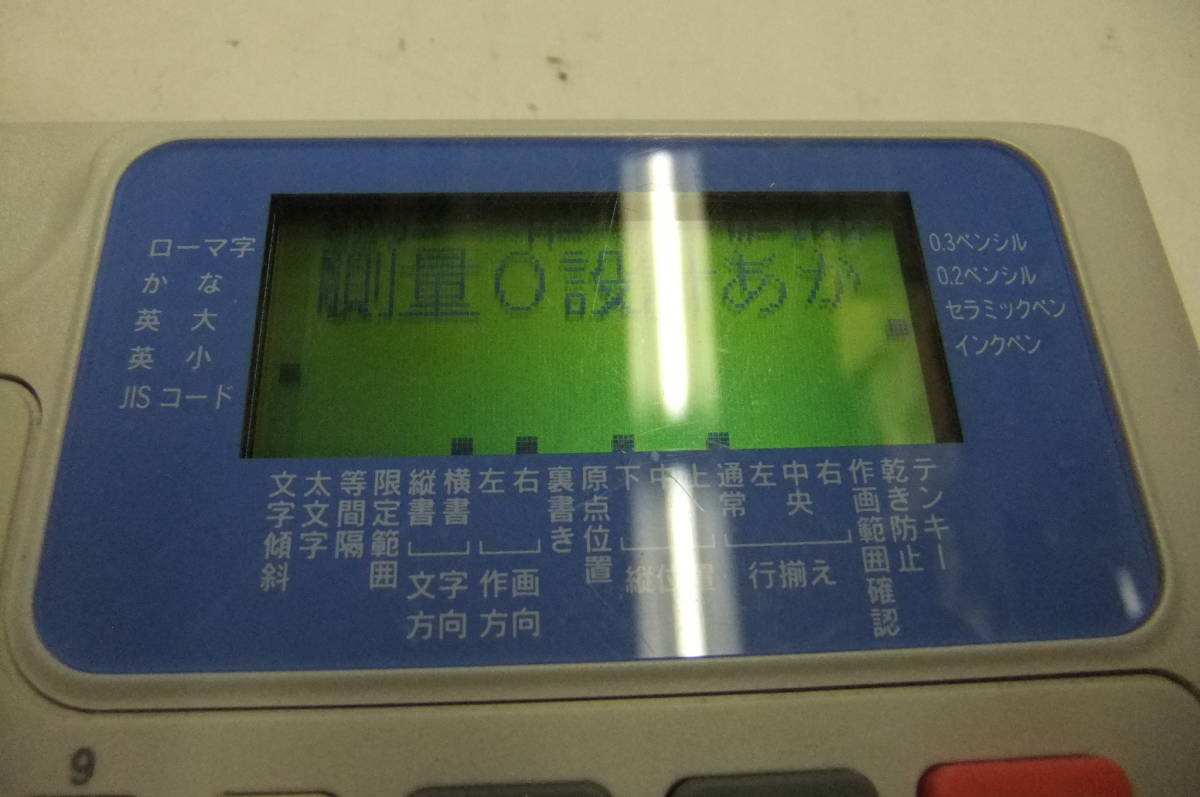 ローマ字
かな
英大
英小
JISコード
測量0設計あか
0.3ペンシル
0.2ペンシル
セラミックペン
インクペン
文字傾斜
太文字
等間隔
限定範囲
縦書
横書
文字方向
左
右
作画方向
裏書き
原点位置
下
中
上
縦位置
通常
左
中央
右
行揃え
作画範囲確認
乾き防止
テンキー
9